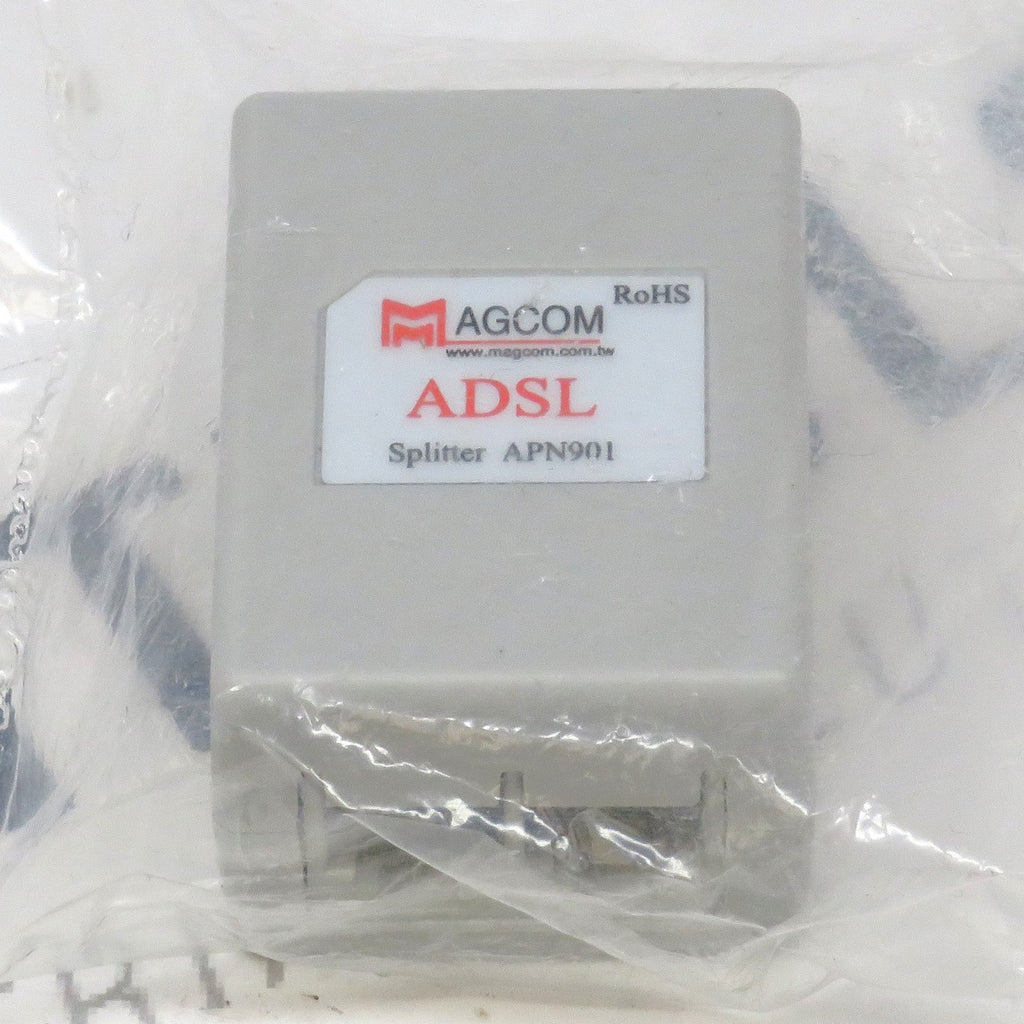 RoHS
MAGCOM
www.magcom.com.tw
ADSL
Splitter APN901